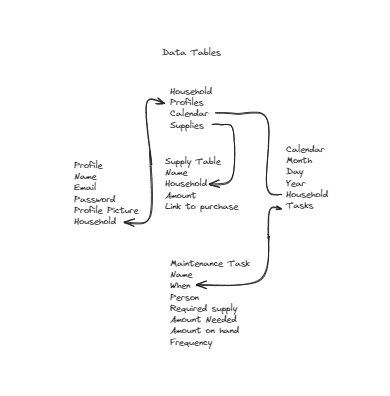 Data Tables
Household
Profiles
Calendar
Supplies
Supply Table
Name
Household
Amount
Link to purchase
Profile
Name
Email
Password
Profile Picture
Household
Calendar
Month
Day
Year
Household
Tasks
Maintenance Task
Name
When
Person
Required supply
Amount Needed
Amount on hand
Frequency